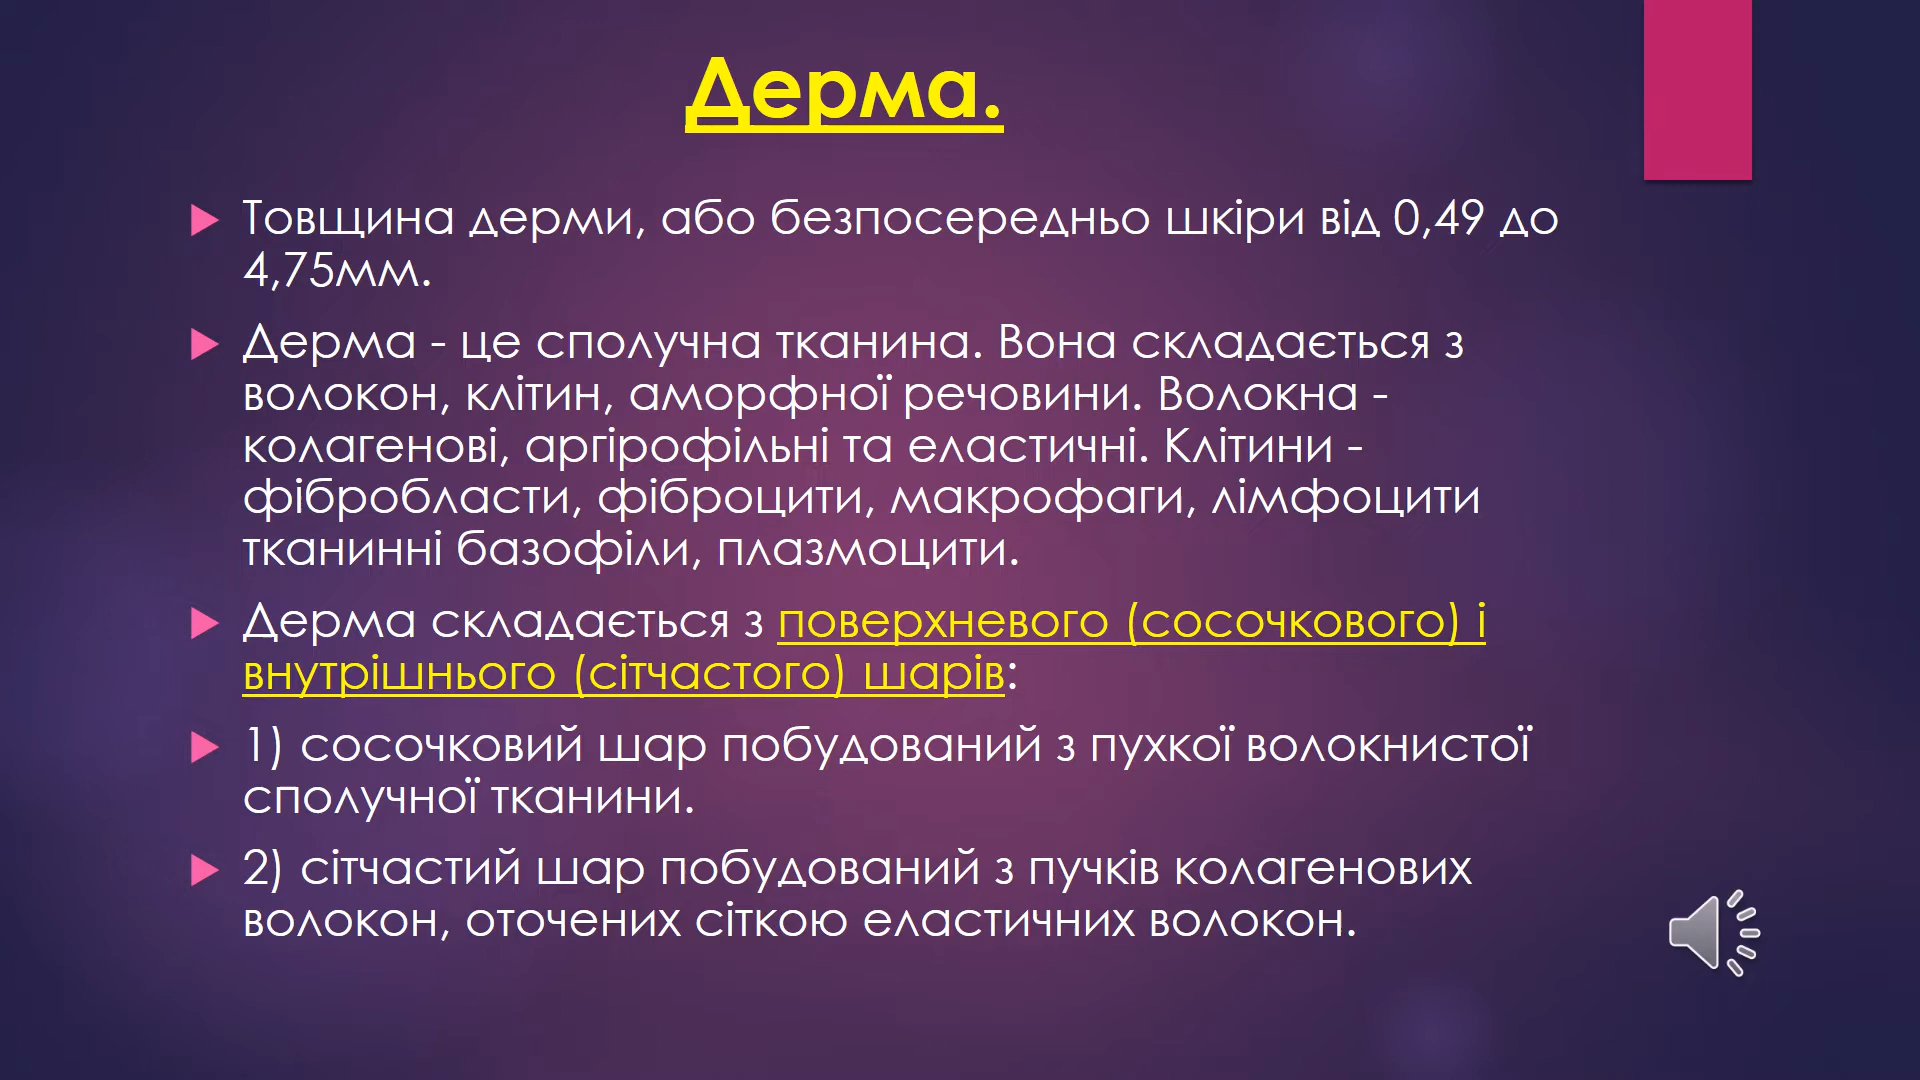 Дерма.
Товщина дерми, або безпосередньо шкіри від 0,49 до
4,75мм.
Дерма - це сполучна тканина. Вона складається з
волокон, клітин, аморфної речовини. Волокна -
колагенові, аргірофільні та еластичні. Клітини -
фібробласти, фіброцити, макрофаги, лімфоцити
тканинні базофіли, плазмоцити.
Дерма складається з поверхневого (сосочкового) і
внутрішнього (сітчастого) шарів:
1) сосочковий шар побудований з пухкої волокнистої
сполучної тканини.
2) сітчастий шар побудований з пучків колагенових
волокон, оточених сіткою еластичних волокон.